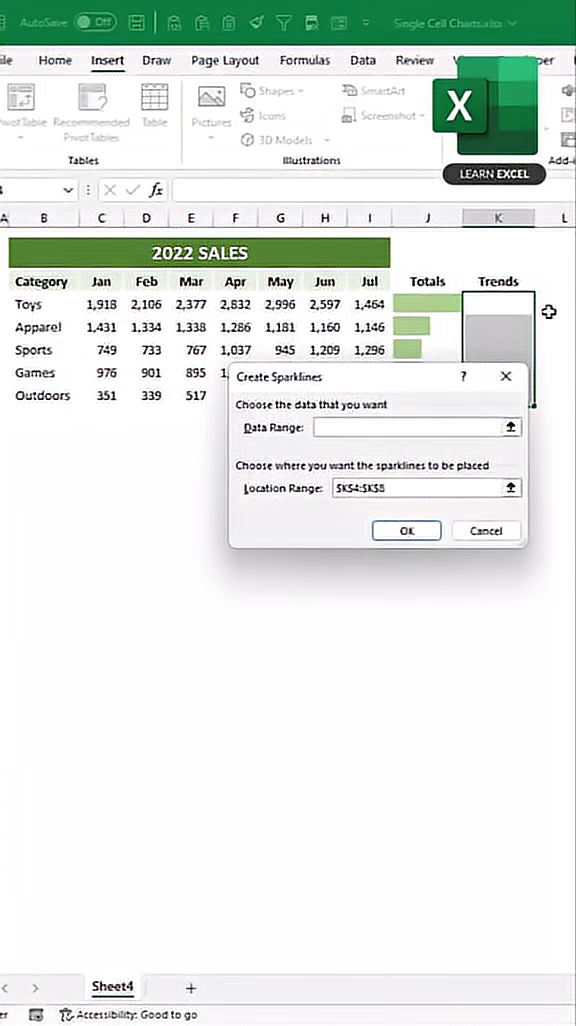 AutoSave Off Single Cell Charts.xlsx
Home Insert Draw Page Layout Formulas Data Review
PivotTable Recommended PivotTables Table Pictures Shapes Icons 3D Models SmartArt Screenshot
Tables Illustrations
X
LEARN EXCEL
fx
A B C D E F G H I J K L
2022 SALES
Category Jan Feb Mar Apr May Jun Jul Totals Trends
Toys 1,918 2,106 2,377 2,832 2,996 2,597 1,464
Apparel 1,431 1,334 1,338 1,286 1,181 1,160 1,146
Sports 749 733 767 1,037 945 1,209 1,296
Games 976 901 895
Outdoors 351 339 517
Create Sparklines ? X
Choose the data that you want
Data Range:
Choose where you want the sparklines to be placed
Location Range: $K$4:$K$8
OK Cancel
Sheet4 +
Accessibility: Good to go